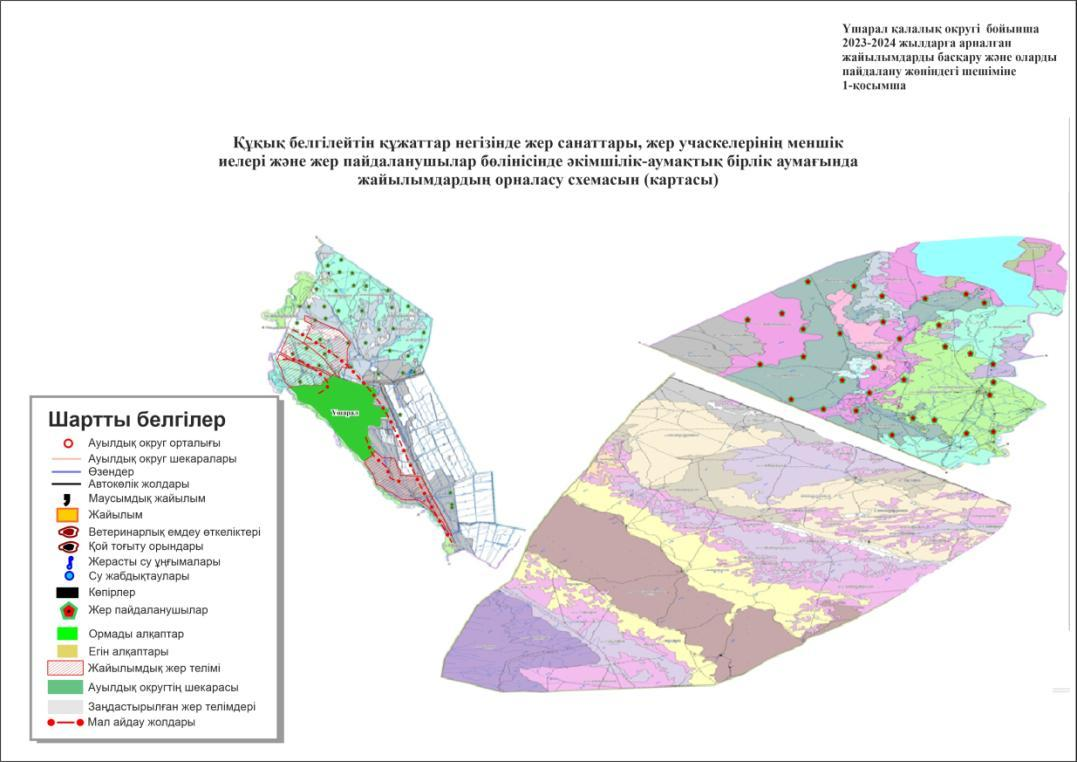 Үшарал қалалық округі бойынша
2023-2024 жылдарға арналған
жайылымдарды басқару және оларды
пайдалану жөніндегі шешіміне
1-қосымша
Құқық белгілейтін құжаттар негізінде жер санаттары, жер учаскелерінің меншік
иелері және жер пайдаланушылар бөлінісінде әкімшілік-аумақтық бірлік аумағында
жайылымдардың орналасу схемасын (картасы)
Үшарал
Шартты белгілер
Ауылдық округ орталығы
Ауылдық округ шекаралары
Өзендер
Автокөлік жолдары
Маусымдық жайылым
Жайылым
Ветеринарлық емдеу өткеліктері
Қой тоғыту орындары
Жерасты су ұңғымалары
Су жабдықтаулары
Көпірлер
Жер пайдаланушылар
Ормады алқаптар
Егін алқаптары
Жайылымдық жер телімі
Ауылдық округтің шекарасы
Заңдастырылған жер телімдері
Мал айдау жолдары